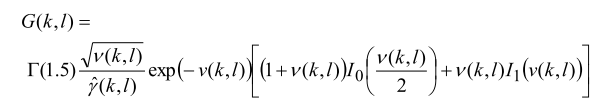 G(k,l) =
Γ(1.5) √ν(k,l) / γ̂(k,l) exp(− v(k,l)) [ (1 + ν(k,l)) I₀ ( ν(k,l) / 2 ) + ν(k,l) I₁ (v(k,l)) ]